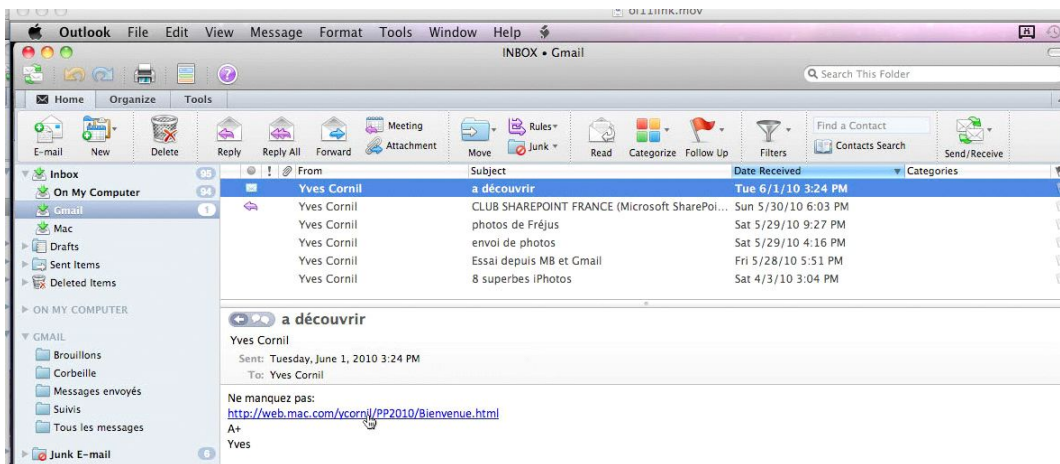 ol11link.mov
Outlook File Edit View Message Format Tools Window Help
INBOX • Gmail
Search This Folder
Home Organize Tools
E-mail New Delete Reply Reply All Forward Meeting Attachment Move Rules Junk Read Categorize Follow Up Filters Find a Contact Contacts Search Send/Receive
Inbox 95
On My Computer 94
Gmail 1
Mac
Drafts
Sent Items
Deleted Items
ON MY COMPUTER
GMAIL
Brouillons
Corbeille
Messages envoyés
Suivis
Tous les messages
Junk E-mail 6
! From Subject Date Received Categories
Yves Cornil a découvrir Tue 6/1/10 3:24 PM
Yves Cornil CLUB SHAREPOINT FRANCE (Microsoft SharePoi... Sun 5/30/10 6:03 PM
Yves Cornil photos de Fréjus Sat 5/29/10 9:27 PM
Yves Cornil envoi de photos Sat 5/29/10 4:16 PM
Yves Cornil Essai depuis MB et Gmail Fri 5/28/10 5:51 PM
Yves Cornil 8 superbes iPhotos Sat 4/3/10 3:04 PM
a découvrir
Yves Cornil
Sent: Tuesday, June 1, 2010 3:24 PM
To: Yves Cornil
Ne manquez pas:
http://web.mac.com/ycornil/PP2010/Bienvenue.html
A+
Yves